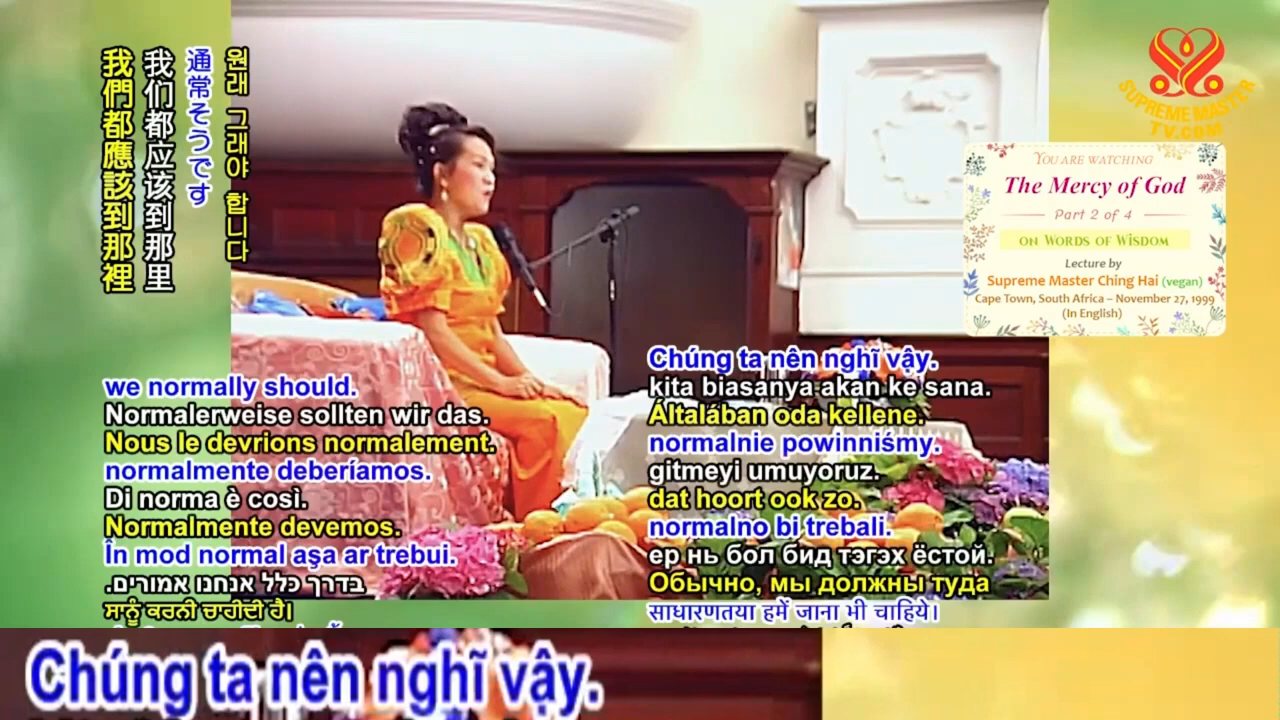 我們都應該到那裡
我们都应该到那里
通常そうです
원래 그래야 합니다
SUPREME MASTER
TV.COM
YOU ARE WATCHING
The Mercy of God
Part 2 of 4
ON WORDS OF WISDOM
Lecture by
Supreme Master Ching Hai (vegan)
Cape Town, South Africa – November 27, 1999
(In English)
we normally should.
Normalerweise sollten wir das.
Nous le devrions normalement.
normalmente deberíamos.
Di norma è così.
Normalmente devemos.
În mod normal aşa ar trebui.
בדרך כלל אנחנו אמורים.
ਸਾਨੂੰ ਕਰਨੀ ਚਾਹੀਦੀ ਹੈ।
Chúng ta nên nghĩ vậy.
kita biasanya akan ke sana.
Általában oda kellene.
normalnie powinniśmy.
gitmeyi umuyoruz.
dat hoort ook zo.
normalno bi trebali.
ер нь бол бид тэгэх ёстой.
Обычно, мы должны туда
साधारणतया हमें जाना भी चाहिये।
Chúng ta nên nghĩ vậy.